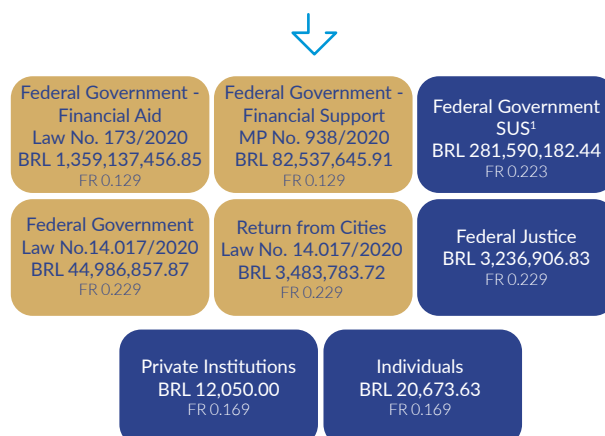 Federal Government -
Financial Aid
Law No. 173/2020
BRL 1,359,137,456.85
FR 0.129
Federal Government -
Financial Support
MP No. 938/2020
BRL 82,537,645.91
FR 0.129
Federal Government
SUS¹
BRL 281,590,182.44
FR 0.223
Federal Government
Law No.14.017/2020
BRL 44,986,857.87
FR 0.229
Return from Cities
Law No. 14.017/2020
BRL 3,483,783.72
FR 0.229
Federal Justice
BRL 3,236,906.83
FR 0.229
Private Institutions
BRL 12,050.00
FR 0.169
Individuals
BRL 20,673.63
FR 0.169